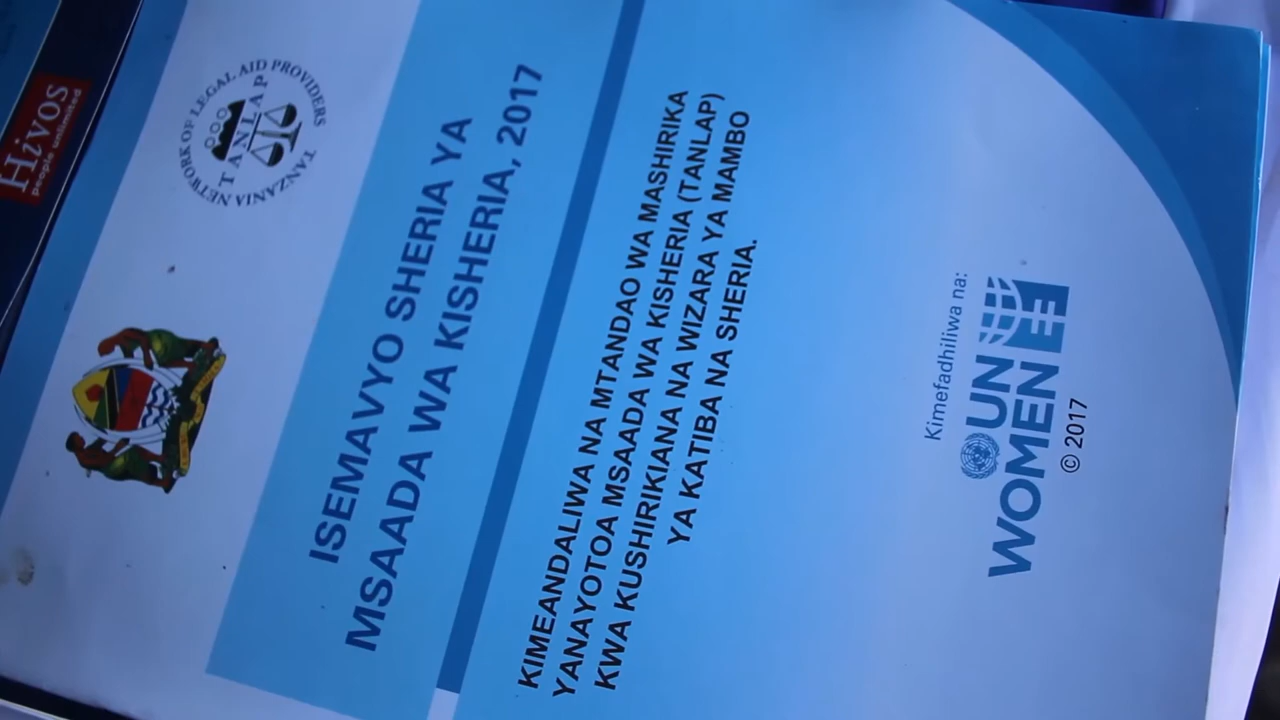 Hivos
people unlimited
TANZANIA NETWORK OF LEGAL AID PROVIDERS
TANLAP
ISEMAVYO SHERIA YA
MSAADA WA KISHERIA, 2017
KIMEANDALIWA NA MTANDAO WA MASHIRIKA
YANAYOTOA MSAADA WA KISHERIA (TANLAP)
KWA KUSHIRIKIANA NA WIZARA YA MAMBO
YA KATIBA NA SHERIA.
Kimefadhiliwa na:
UN
WOMEN
© 2017